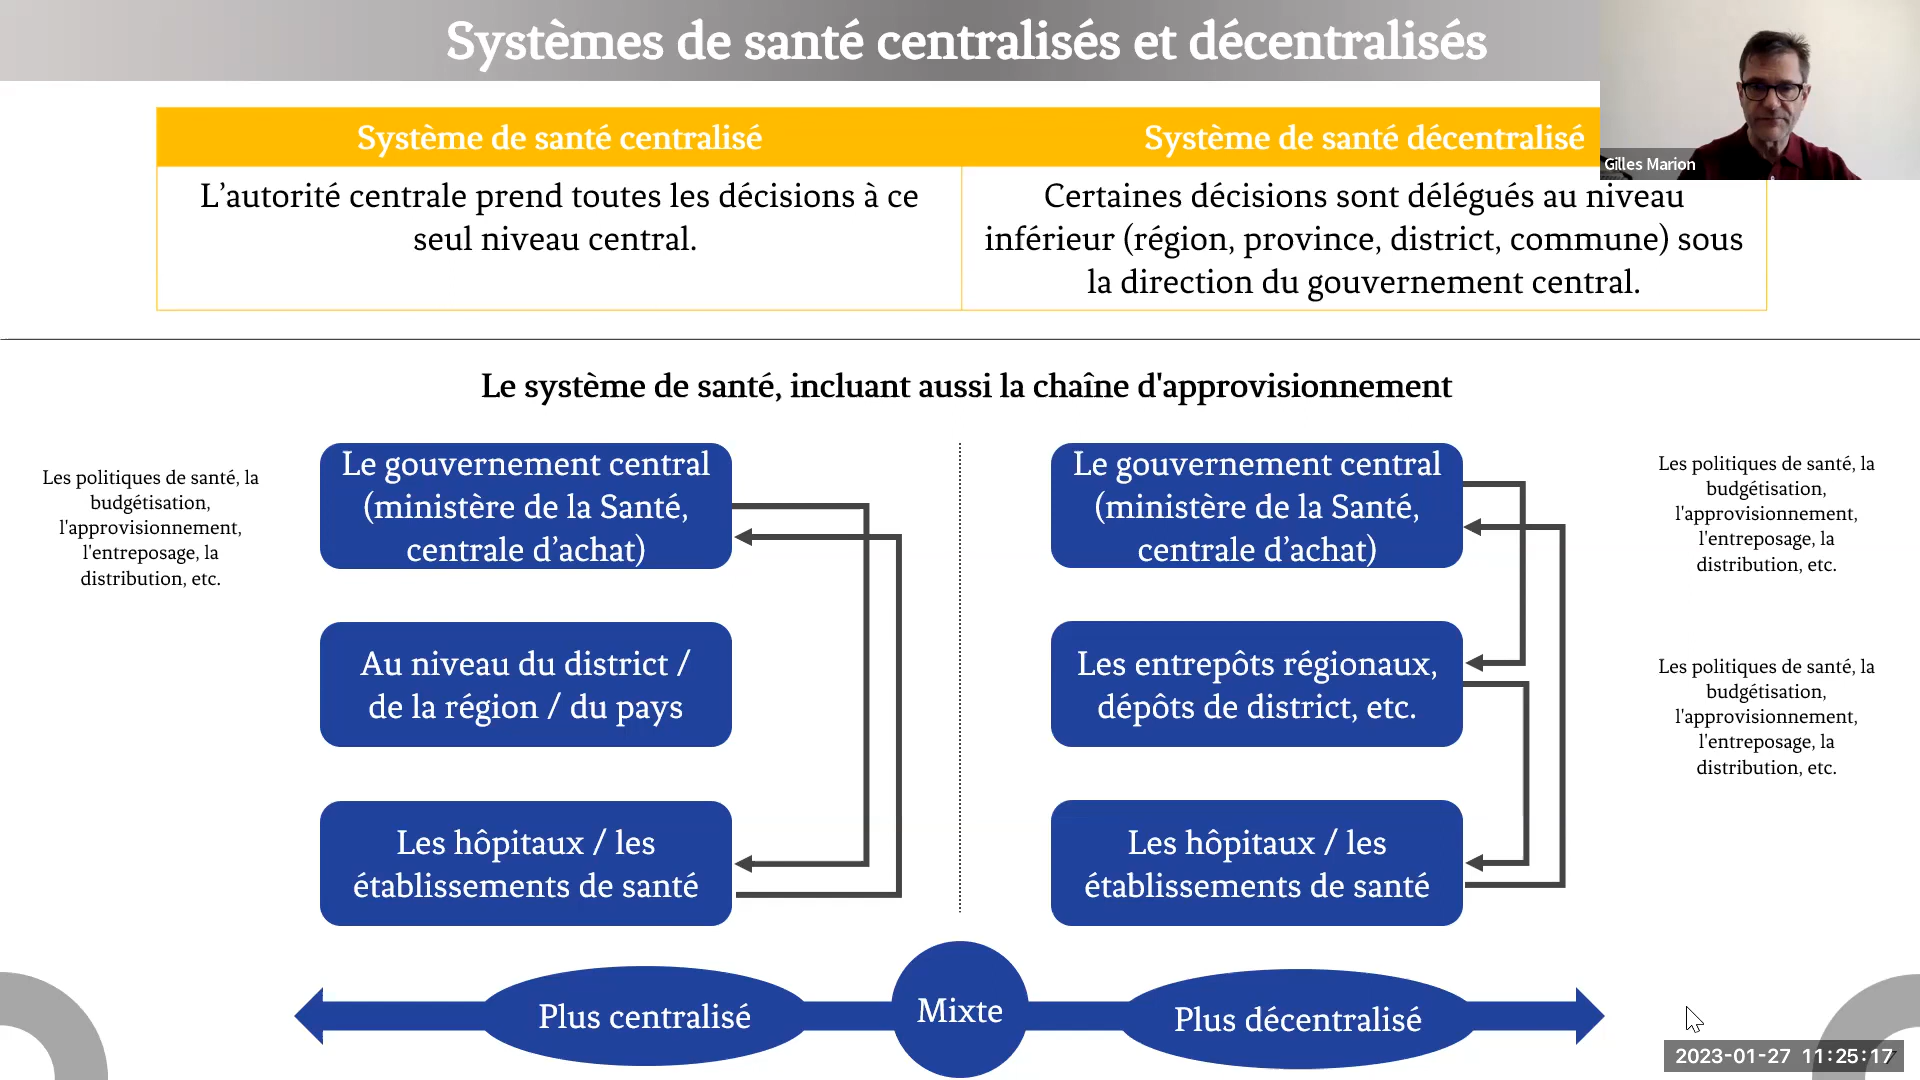 Systèmes de santé centralisés et décentralisés
Gilles Marion
Système de santé centralisé
Système de santé décentralisé
L’autorité centrale prend toutes les décisions à ce
seul niveau central.
Certaines décisions sont délégués au niveau
inférieur (région, province, district, commune) sous
la direction du gouvernement central.
Le système de santé, incluant aussi la chaîne d'approvisionnement
Les politiques de santé, la
budgétisation,
l'approvisionnement,
l'entreposage, la
distribution, etc.
Le gouvernement central
(ministère de la Santé,
centrale d’achat)
Au niveau du district /
de la région / du pays
Les hôpitaux / les
établissements de santé
Le gouvernement central
(ministère de la Santé,
centrale d’achat)
Les entrepôts régionaux,
dépôts de district, etc.
Les hôpitaux / les
établissements de santé
Les politiques de santé, la
budgétisation,
l'approvisionnement,
l'entreposage, la
distribution, etc.
Les politiques de santé, la
budgétisation,
l'approvisionnement,
l'entreposage, la
distribution, etc.
Plus centralisé
Mixte
Plus décentralisé
2023-01-27 11:25:17